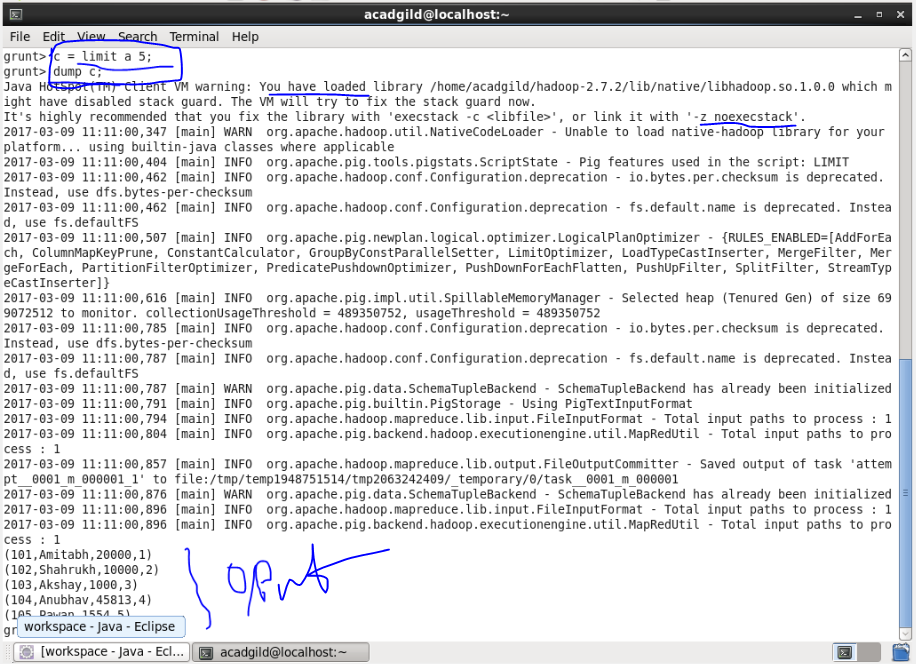 acadgild@localhost:~
File Edit View Search Terminal Help
grunt> c = limit a 5;
grunt> dump c;
Java HotSpot(TM) Client VM warning: You have loaded library /home/acadgild/hadoop-2.7.2/lib/native/libhadoop.so.1.0.0 which m
ight have disabled stack guard. The VM will try to fix the stack guard now.
It's highly recommended that you fix the library with 'execstack -c <libfile>', or link it with '-z noexecstack'.
2017-03-09 11:11:00,347 [main] WARN  org.apache.hadoop.util.NativeCodeLoader - Unable to load native-hadoop library for your
platform... using builtin-java classes where applicable
2017-03-09 11:11:00,404 [main] INFO  org.apache.pig.tools.pigstats.ScriptState - Pig features used in the script: LIMIT
2017-03-09 11:11:00,462 [main] INFO  org.apache.hadoop.conf.Configuration.deprecation - io.bytes.per.checksum is deprecated.
Instead, use dfs.bytes-per-checksum
2017-03-09 11:11:00,462 [main] INFO  org.apache.hadoop.conf.Configuration.deprecation - fs.default.name is deprecated. Instea
d, use fs.defaultFS
2017-03-09 11:11:00,507 [main] INFO  org.apache.pig.newplan.logical.optimizer.LogicalPlanOptimizer - {RULES_ENABLED=[AddForEa
ch, ColumnMapKeyPrune, ConstantCalculator, GroupByConstParallelSetter, LimitOptimizer, LoadTypeCastInserter, MergeFilter, Mer
geForEach, PartitionFilterOptimizer, PredicatePushdownOptimizer, PushDownForEachFlatten, PushUpFilter, SplitFilter, StreamTyp
eCastInserter]}
2017-03-09 11:11:00,616 [main] INFO  org.apache.pig.impl.util.SpillableMemoryManager - Selected heap (Tenured Gen) of size 69
9072512 to monitor. collectionUsageThreshold = 489350752, usageThreshold = 489350752
2017-03-09 11:11:00,785 [main] INFO  org.apache.hadoop.conf.Configuration.deprecation - io.bytes.per.checksum is deprecated.
Instead, use dfs.bytes-per-checksum
2017-03-09 11:11:00,787 [main] INFO  org.apache.hadoop.conf.Configuration.deprecation - fs.default.name is deprecated. Instea
d, use fs.defaultFS
2017-03-09 11:11:00,787 [main] WARN  org.apache.pig.data.SchemaTupleBackend - SchemaTupleBackend has already been initialized
2017-03-09 11:11:00,791 [main] INFO  org.apache.pig.builtin.PigStorage - Using PigTextInputFormat
2017-03-09 11:11:00,794 [main] INFO  org.apache.hadoop.mapreduce.lib.input.FileInputFormat - Total input paths to process : 1
2017-03-09 11:11:00,804 [main] INFO  org.apache.pig.backend.hadoop.executionengine.util.MapRedUtil - Total input paths to pro
cess : 1
2017-03-09 11:11:00,857 [main] INFO  org.apache.hadoop.mapreduce.lib.output.FileOutputCommitter - Saved output of task 'attem
pt__0001_m_000001_1' to file:/tmp/temp1948751514/tmp2063242409/_temporary/0/task__0001_m_000001
2017-03-09 11:11:00,876 [main] WARN  org.apache.pig.data.SchemaTupleBackend - SchemaTupleBackend has already been initialized
2017-03-09 11:11:00,896 [main] INFO  org.apache.hadoop.mapreduce.lib.input.FileInputFormat - Total input paths to process : 1
2017-03-09 11:11:00,896 [main] INFO  org.apache.pig.backend.hadoop.executionengine.util.MapRedUtil - Total input paths to pro
cess : 1
(101,Amitabh,20000,1)
(102,Shahrukh,10000,2)
(103,Akshay,1000,3)
(104,Anubhav,45813,4)
(105,Pawan,1554,5)
gr
workspace - Java - Eclipse
[workspace - Java - Ecl...
acadgild@localhost:~